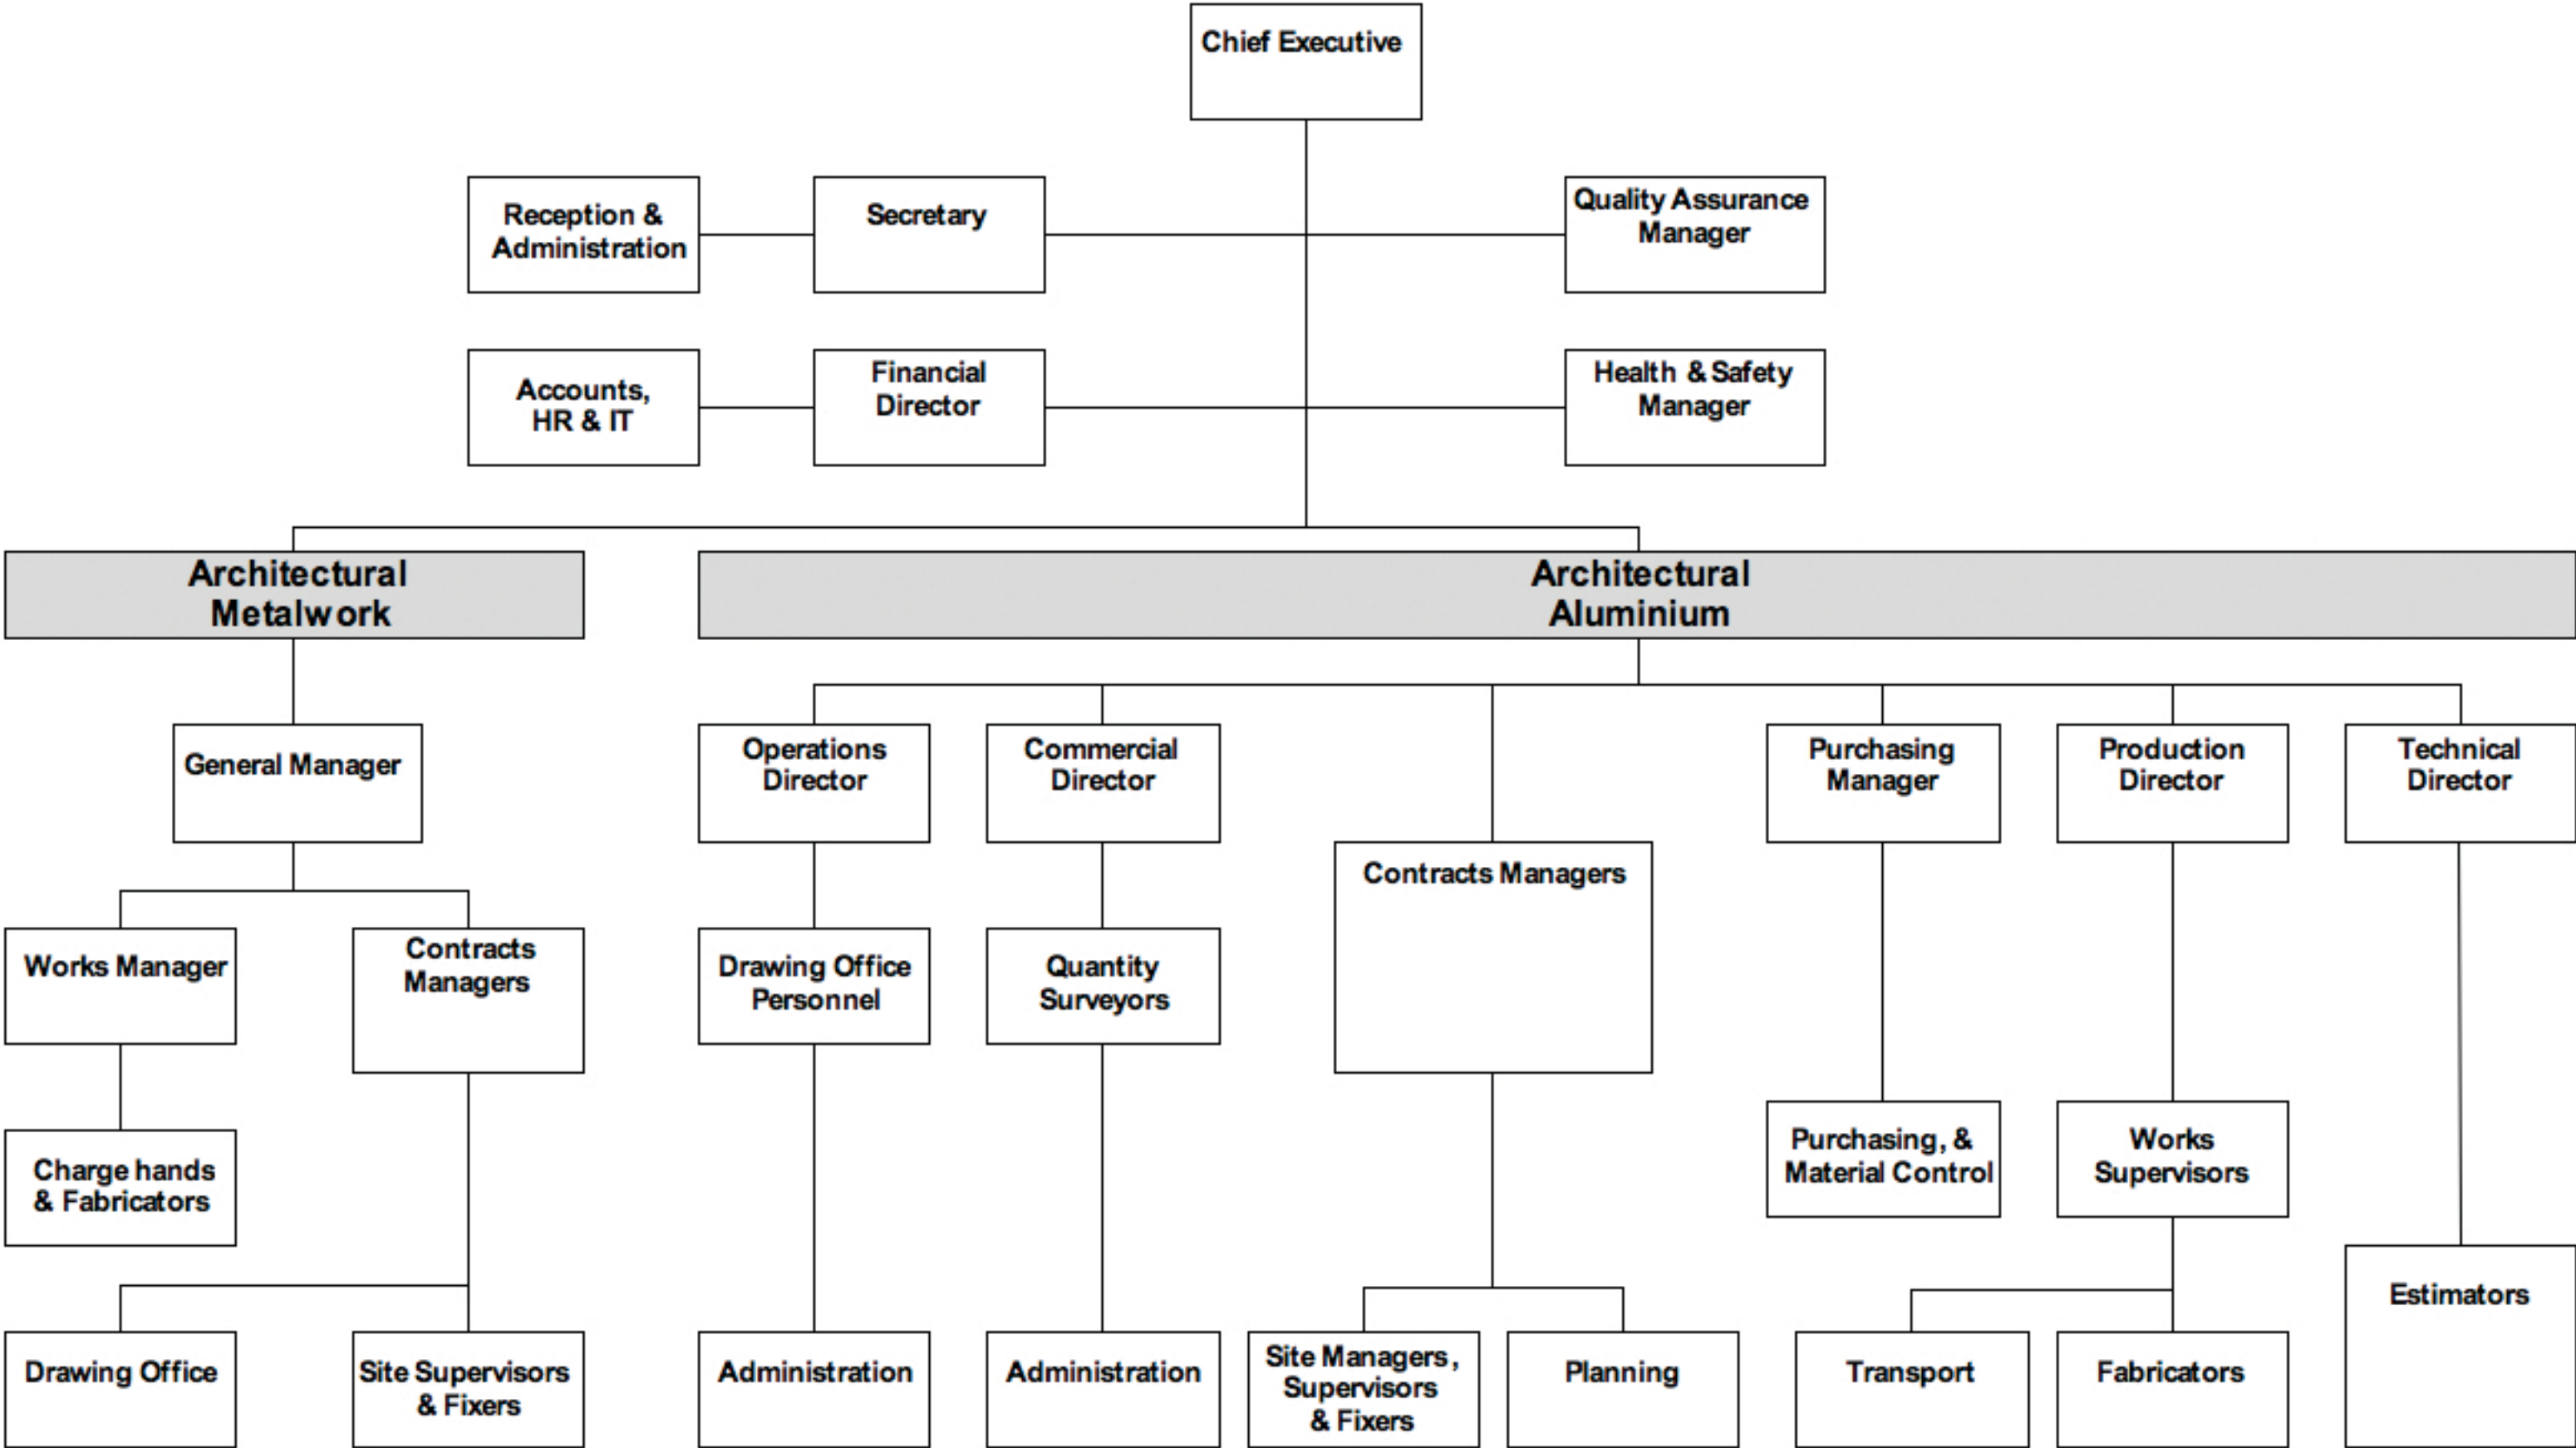 Chief Executive
Reception &
Administration
Secretary
Quality Assurance
Manager
Accounts,
HR & IT
Financial
Director
Health & Safety
Manager
Architectural
Metalwork
Architectural
Aluminium
General Manager
Operations
Director
Commercial
Director
Purchasing
Manager
Production
Director
Technical
Director
Contracts Managers
Works Manager
Contracts
Managers
Drawing Office
Personnel
Quantity
Surveyors
Purchasing, &
Material Control
Works
Supervisors
Charge hands
& Fabricators
Estimators
Drawing Office
Site Supervisors
& Fixers
Administration
Administration
Site Managers,
Supervisors
& Fixers
Planning
Transport
Fabricators